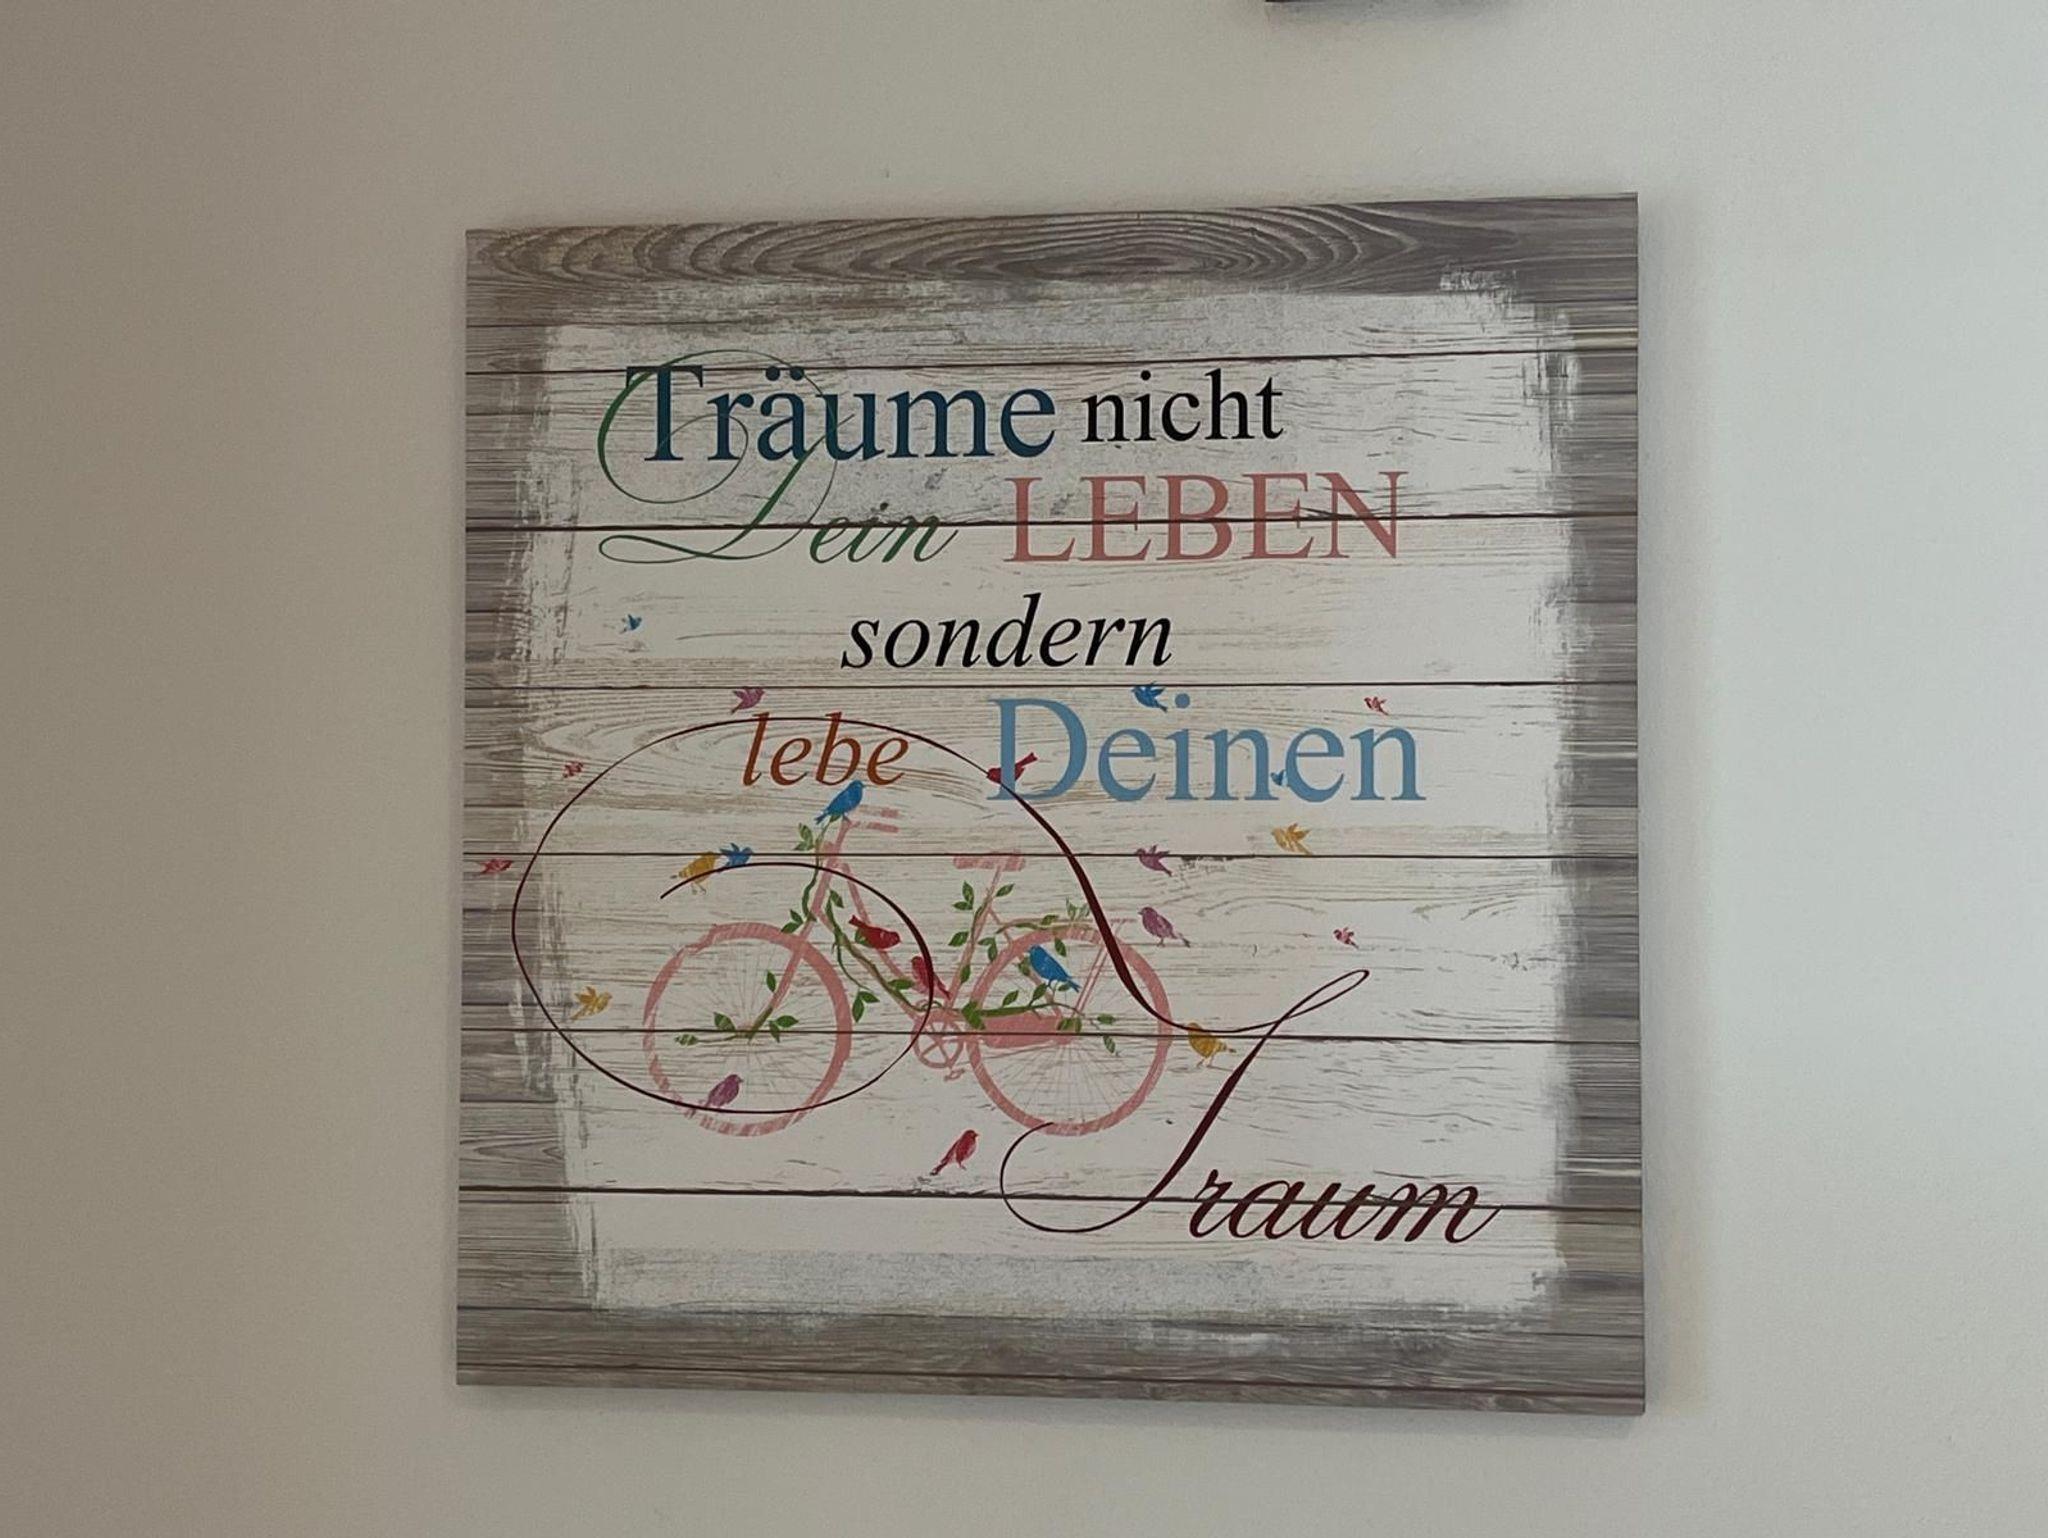 Träume nicht
Dein LEBEN
sondern
lebe Deinen
Traum